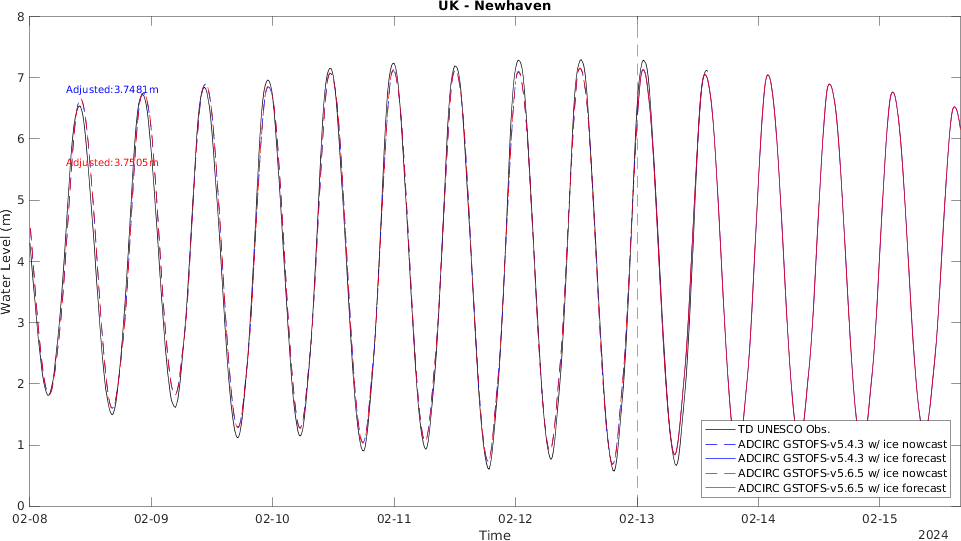 UK - Newhaven
8
7
6
5
4
3
2
1
0
Water Level (m)
Adjusted:3.7481m
Adjusted:3.7505m
TD UNESCO Obs.
ADCIRC GSTOFS-v5.4.3 w/ ice nowcast
ADCIRC GSTOFS-v5.4.3 w/ ice forecast
ADCIRC GSTOFS-v5.6.5 w/ ice nowcast
ADCIRC GSTOFS-v5.6.5 w/ ice forecast
02-08 02-09 02-10 02-11 02-12 02-13 02-14 02-15
Time
2024